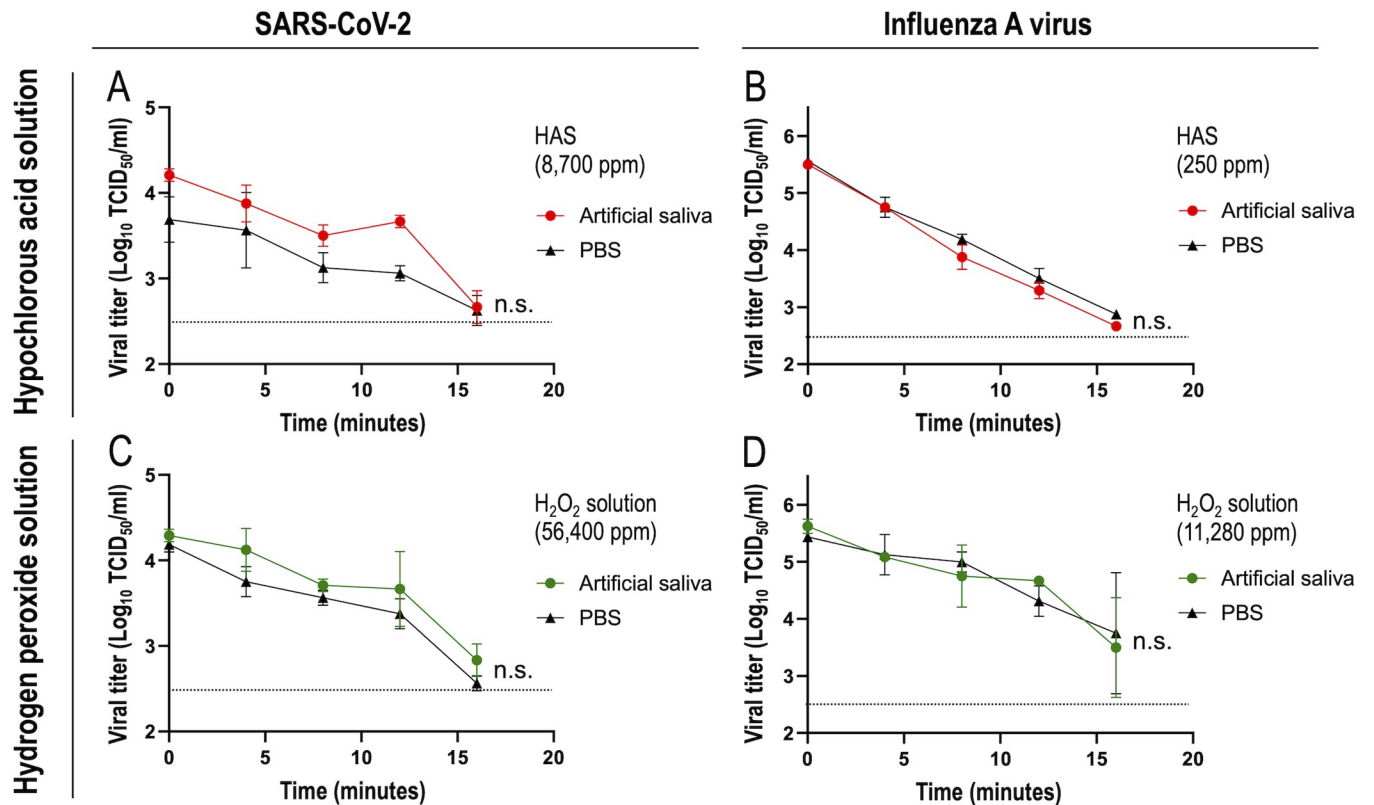 SARS-CoV-2
Influenza A virus
Hypochlorous acid solution
A
Viral titer (Log₁₀ TCID₅₀/ml)
5
4
3
2
0
5
10
15
20
Time (minutes)
HAS
(8,700 ppm)
Artificial saliva
PBS
n.s.
B
Viral titer (Log₁₀ TCID₅₀/ml)
6
5
4
3
2
0
5
10
15
20
Time (minutes)
HAS
(250 ppm)
Artificial saliva
PBS
n.s.
Hydrogen peroxide solution
C
Viral titer (Log₁₀ TCID₅₀/ml)
5
4
3
2
0
5
10
15
20
Time (minutes)
H₂O₂ solution
(56,400 ppm)
Artificial saliva
PBS
n.s.
D
Viral titer (Log₁₀ TCID₅₀/ml)
6
5
4
3
2
0
5
10
15
20
Time (minutes)
H₂O₂ solution
(11,280 ppm)
Artificial saliva
PBS
n.s.